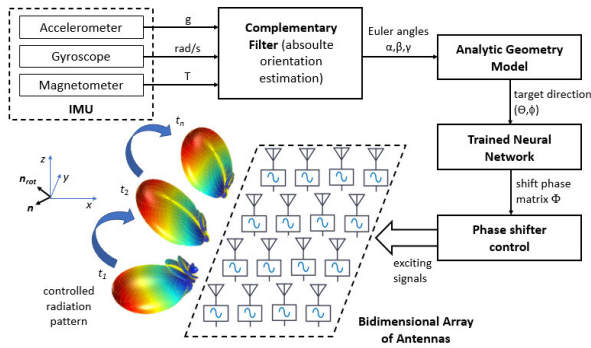 Accelerometer
Gyroscope
Magnetometer
IMU
g
rad/s
T
Complementary
Filter (absoulte
orientation
estimation)
Euler angles
α,β,γ
Analytic Geometry
Model
target direction
(Θ,ϕ)
Trained Neural
Network
shift phase
matrix Φ
Phase shifter
control
exciting
signals
z
y
x
n_rot
n
t_n
t_2
t_1
controlled
radiation
pattern
Bidimensional Array
of Antennas